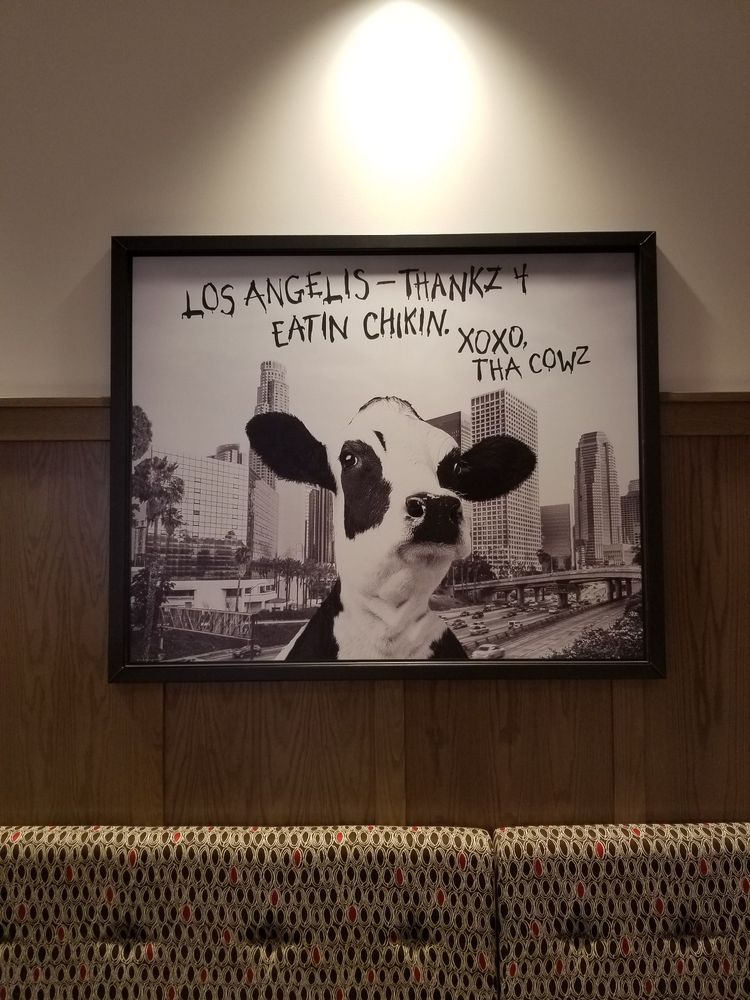 LOS ANGELIS - THANKZ 4
EATIN CHIKIN.
XOXO,
THA COWZ